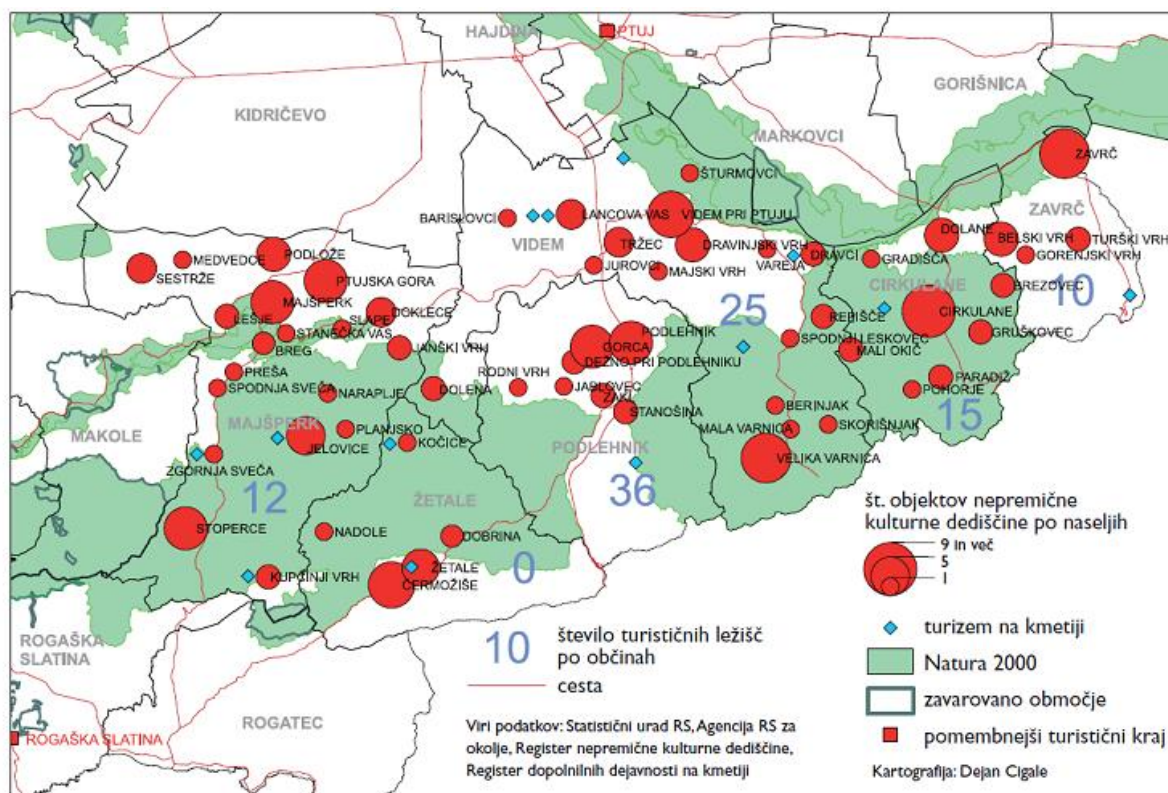 HAJDINA
PTUJ
GORIŠNICA
KIDRIČEVO
MARKOVCI
ZAVRČ
ŠTURMOVCI
BARISLOVCI
LANCOVA VAS
VIDEM PRI PTUJU
ZAVRČ
VIDEM
TRŽEC
DRAVINJSKI VRH
DOLANE
BELSKI VRH
TURŠKI VRH
MEDVEDCE
PODLOŽE
JUROVCI
VAREJA
DRAVCI
GRADIŠČA
GORENJSKI VRH
SESTRŽE
PTUJSKA GORA
MAJSKI VRH
CIRKULANE
BREZOVEC
10
25
MAJŠPERK
DOKLECE
REPIŠČE
CIRKULANE
LEŠJE
SLAPE
STANEČKA VAS
PODLEHNIK
GRUŠKOVEC
BREG
JANŠKI VRH
GORCA
SPODNJI LESKOVEC
MALI OKIČ
DEŽNO PRI PODLEHNIKU
PREŠA
RODNI VRH
JABLOVEC
PARADIŽ
SPODNJA SVEČA
NARAPLJE
DOLENA
ZAKL
POHORJE
STANOŠINA
BERINJAK
15
MAKOLE
MAJŠPERK
PLANJSKO
MALA VARNICA
SKORIŠNJAK
JELOVICE
KOČICE
PODLEHNIK
VELIKA VARNICA
ZGORNJA SVEČA
12
36
ŽETALE
STOPERCE
NADOLE
DOBRINA
0
ŽETALE
KUPČINJI VRH
ČERMOŽIŠE
ROGAŠKA
SLATINA
ROGATEC
ROGAŠKA SLATINA
10
število turističnih ležišč
po občinah
cesta
Viri podatkov: Statistični urad RS, Agencija RS za
okolje, Register nepremične kulturne dediščine,
Register dopolnilnih dejavnosti na kmetiji
št. objektov nepremične
kulturne dediščine po naseljih
9 in več
5
1
turizem na kmetiji
Natura 2000
zavarovano območje
pomembnejši turistični kraj
Kartografija: Dejan Cigale